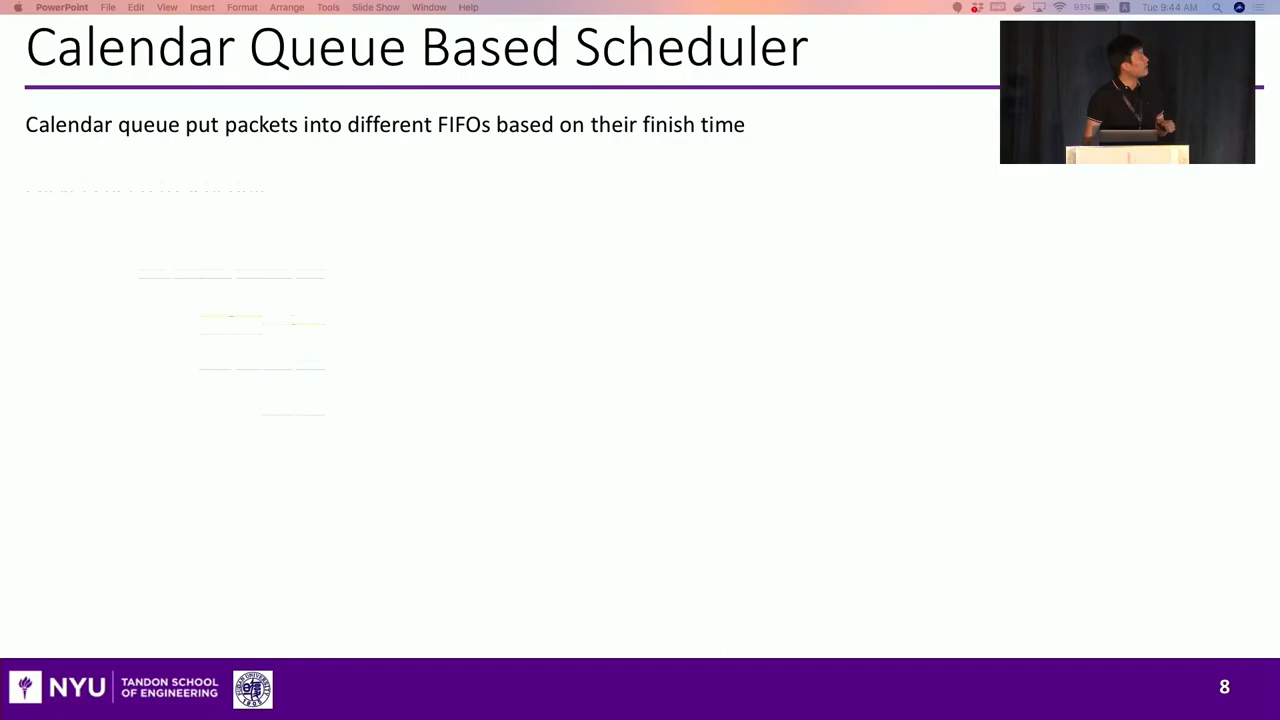 PowerPoint File Edit View Insert Format Arrange Tools Slide Show Window Help 93% A Tue 9:44 AM
Calendar Queue Based Scheduler
Calendar queue put packets into different FIFOs based on their finish time
NYU TANDON SCHOOL
OF ENGINEERING
8